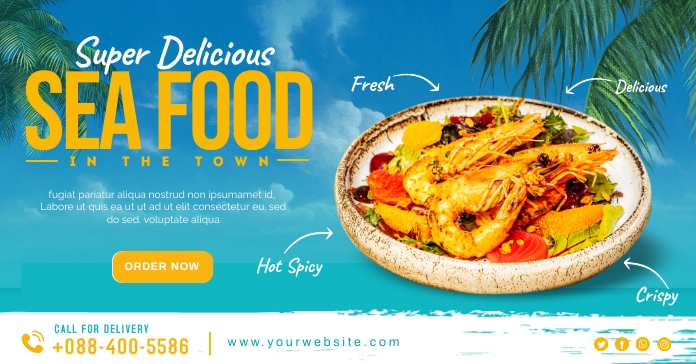 Super Delicious
SEA FOOD
IN THE TOWN
fugiat pariatur aliqua nostrud non ipsumamet id,
Labore ut quis ea ut ut ad ut elit consectetur eu, sed
do sed, voluptate aliqua
ORDER NOW
Fresh
Delicious
Hot Spicy
Crispy
CALL FOR DELIVERY
+088-400-5586
www.yourwebsite.com